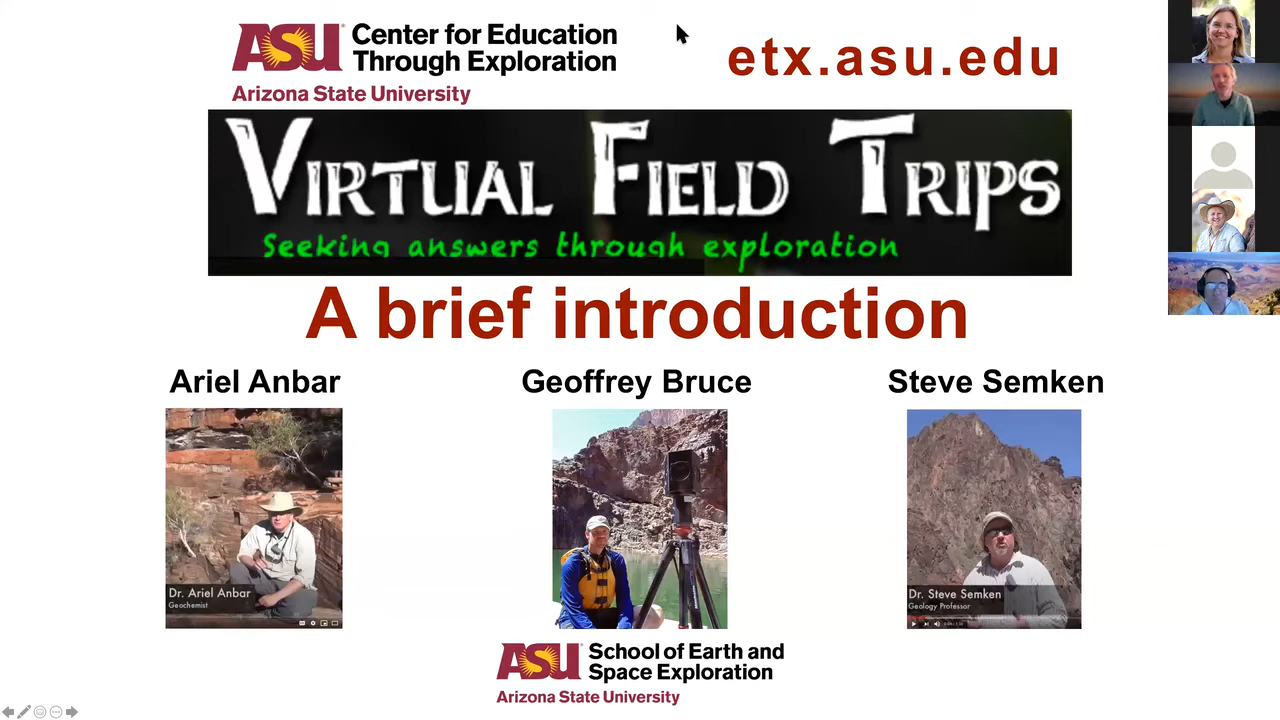 ASU Center for Education
Through Exploration
Arizona State University
etx.asu.edu
VIRTUAL FIELD TRIPS
Seeking answers through exploration
A brief introduction
Ariel Anbar
Geoffrey Bruce
Steve Semken
Dr. Ariel Anbar
Geochemist
Dr. Steve Semken
Geology Professor
ASU School of Earth and
Space Exploration
Arizona State University